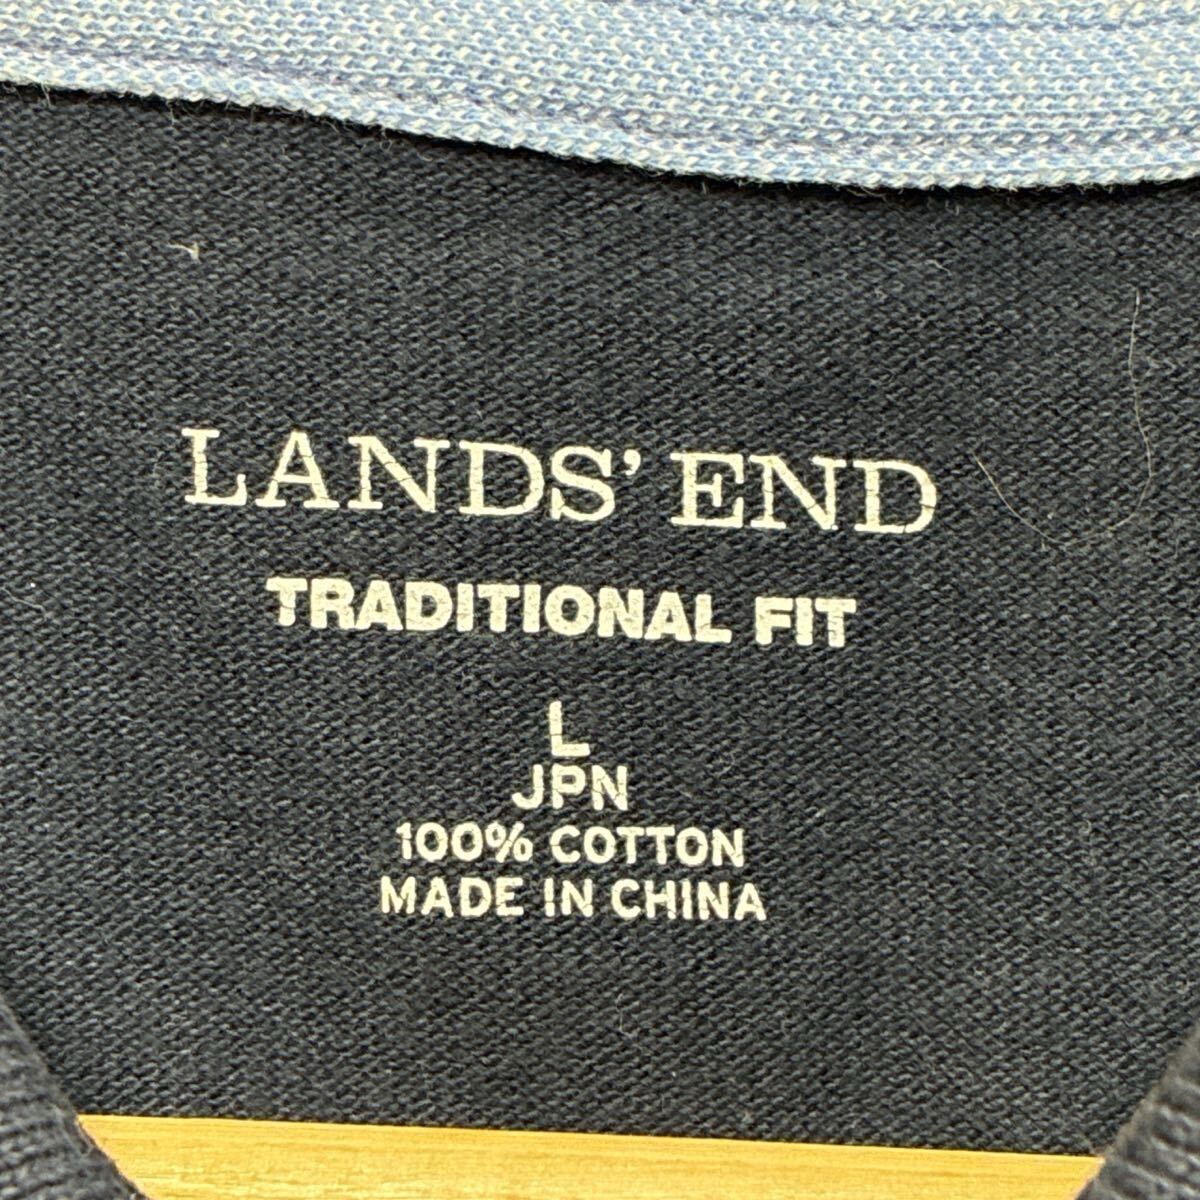 LANDS' END
TRADITIONAL FIT
L
JPN
100% COTTON
MADE IN CHINA